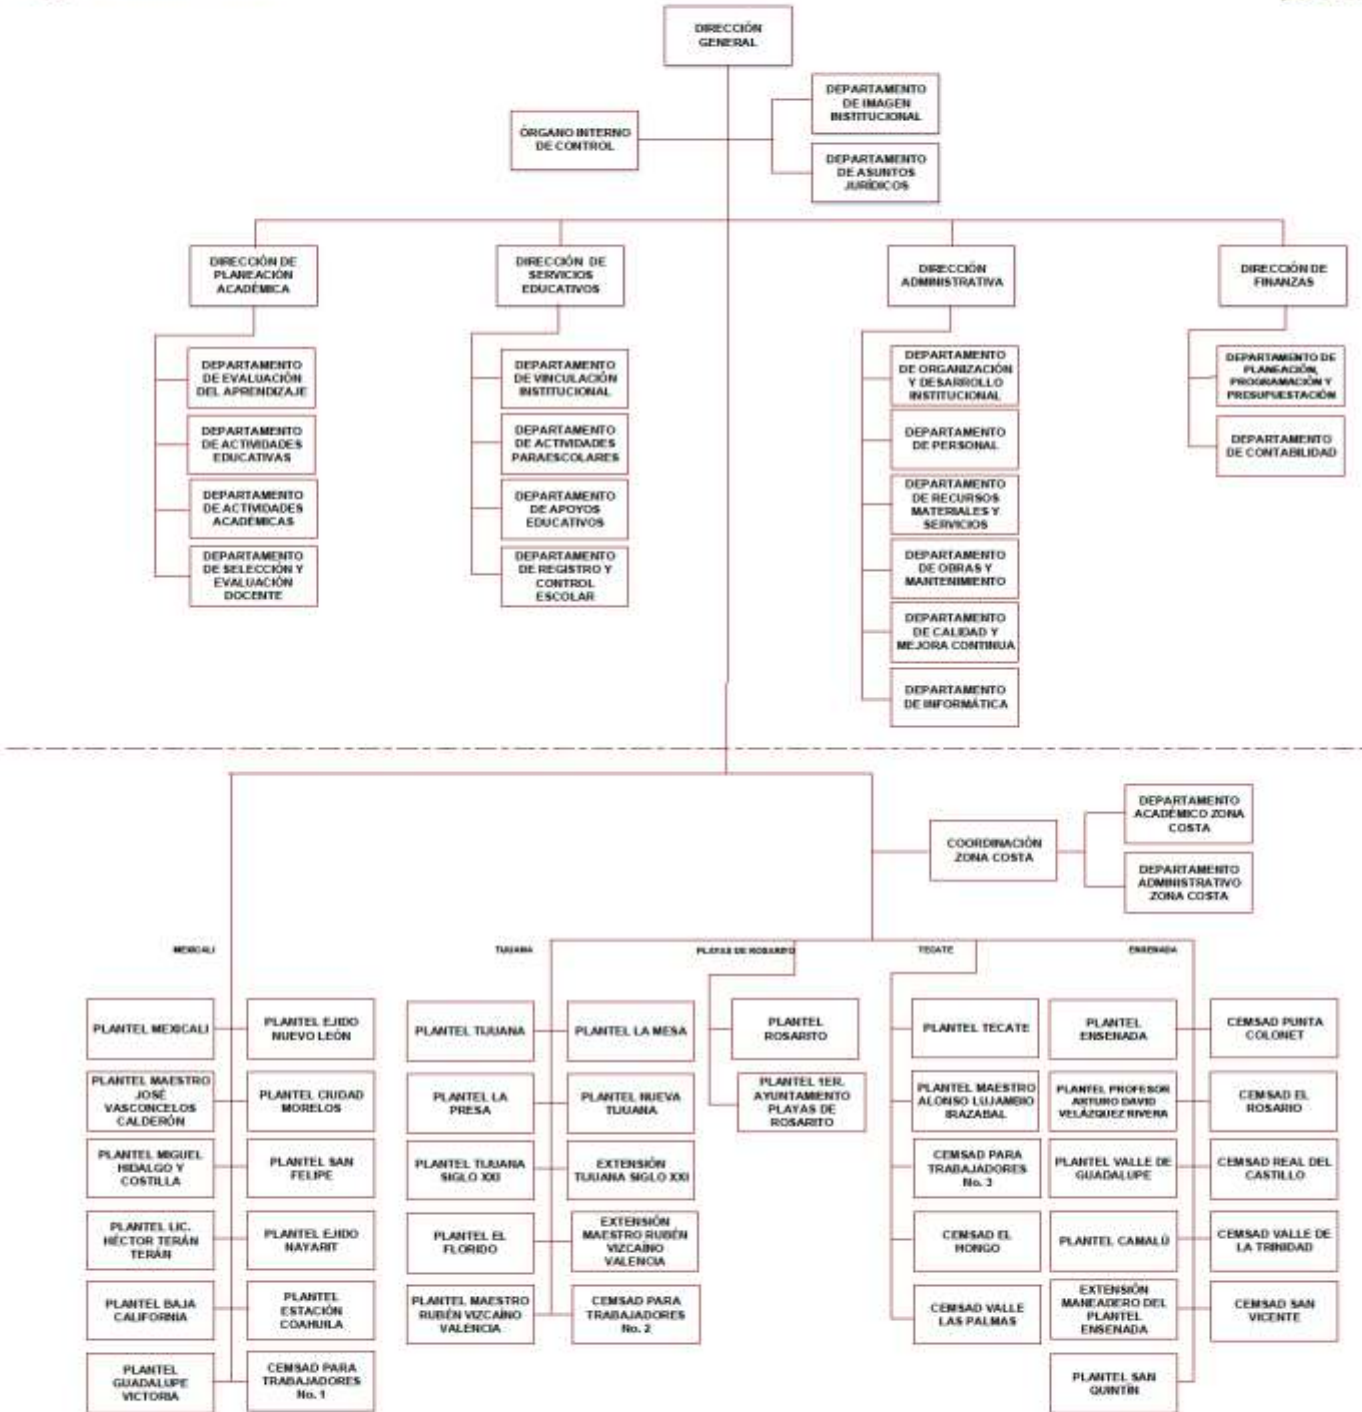 DIRECCIÓN
GENERAL
DEPARTAMENTO
DE IMAGEN
INSTITUCIONAL
ÓRGANO INTERNO
DE CONTROL
DEPARTAMENTO
DE ASUNTOS
JURÍDICOS
DIRECCIÓN DE
PLANEACIÓN
ACADÉMICA
DIRECCIÓN DE
SERVICIOS
EDUCATIVOS
DIRECCIÓN
ADMINISTRATIVA
DIRECCIÓN DE
FINANZAS
DEPARTAMENTO
DE EVALUACIÓN
DEL APRENDIZAJE
DEPARTAMENTO
DE ACTIVIDADES
EDUCATIVAS
DEPARTAMENTO
DE ACTIVIDADES
ACADÉMICAS
DEPARTAMENTO
DE SELECCIÓN Y
EVALUACIÓN
DOCENTE
DEPARTAMENTO
DE VINCULACIÓN
INSTITUCIONAL
DEPARTAMENTO
DE ACTIVIDADES
PARAESCOLARES
DEPARTAMENTO
DE APOYOS
EDUCATIVOS
DEPARTAMENTO
DE REGISTRO Y
CONTROL
ESCOLAR
DEPARTAMENTO
DE ORGANIZACIÓN
Y DESARROLLO
INSTITUCIONAL
DEPARTAMENTO
DE PERSONAL
DEPARTAMENTO
DE RECURSOS
MATERIALES Y
SERVICIOS
DEPARTAMENTO
DE OBRAS Y
MANTENIMIENTO
DEPARTAMENTO
DE CALIDAD Y
MEJORA CONTINUA
DEPARTAMENTO
DE INFORMÁTICA
DEPARTAMENTO DE
PLANEACIÓN,
PROGRAMACIÓN Y
PRESUPUESTACIÓN
DEPARTAMENTO
DE CONTABILIDAD
COORDINACIÓN
ZONA COSTA
DEPARTAMENTO
ACADÉMICO ZONA
COSTA
DEPARTAMENTO
ADMINISTRATIVO
ZONA COSTA
MEXICALI
PLANTEL MEXICALI
PLANTEL MAESTRO
JOSÉ
VASCONCELOS
CALDERÓN
PLANTEL MIGUEL
HIDALGO Y
COSTILLA
PLANTEL LIC.
HÉCTOR TERÁN
TERÁN
PLANTEL BAJA
CALIFORNIA
PLANTEL
GUADALUPE
VICTORIA
PLANTEL EJIDO
NUEVO LEÓN
PLANTEL CIUDAD
MORELOS
PLANTEL SAN
FELIPE
PLANTEL EJIDO
NAYARIT
PLANTEL
ESTACIÓN
COAHUILA
CEMSAD PARA
TRABAJADORES
No. 1
TIJUANA
PLANTEL TIJUANA
PLANTEL LA
PRESA
PLANTEL TIJUANA
SIGLO XXI
PLANTEL EL
FLORIDO
PLANTEL MAESTRO
RUBÉN VIZCAÍNO
VALENCIA
PLANTEL LA MESA
PLANTEL NUEVA
TIJUANA
EXTENSIÓN
TIJUANA SIGLO XXI
EXTENSIÓN
MAESTRO RUBÉN
VIZCAÍNO
VALENCIA
CEMSAD PARA
TRABAJADORES
No. 2
PLAYAS DE ROSARITO
PLANTEL
ROSARITO
PLANTEL 1ER.
AYUNTAMIENTO
PLAYAS DE
ROSARITO
TECATE
PLANTEL TECATE
PLANTEL MAESTRO
ALONSO LUJAMBIO
IRAZABAL
CEMSAD PARA
TRABAJADORES
No. 3
CEMSAD EL
HONGO
CEMSAD VALLE
LAS PALMAS
ENSENADA
PLANTEL
ENSENADA
PLANTEL PROFESOR
ARTURO DAVID
VELÁZQUEZ RIVERA
PLANTEL VALLE DE
GUADALUPE
PLANTEL CAMALÚ
EXTENSIÓN
MANEADERO DEL
PLANTEL
ENSENADA
PLANTEL SAN
QUINTÍN
CEMSAD PUNTA
COLONET
CEMSAD EL
ROSARIO
CEMSAD REAL DEL
CASTILLO
CEMSAD VALLE DE
LA TRINIDAD
CEMSAD SAN
VICENTE